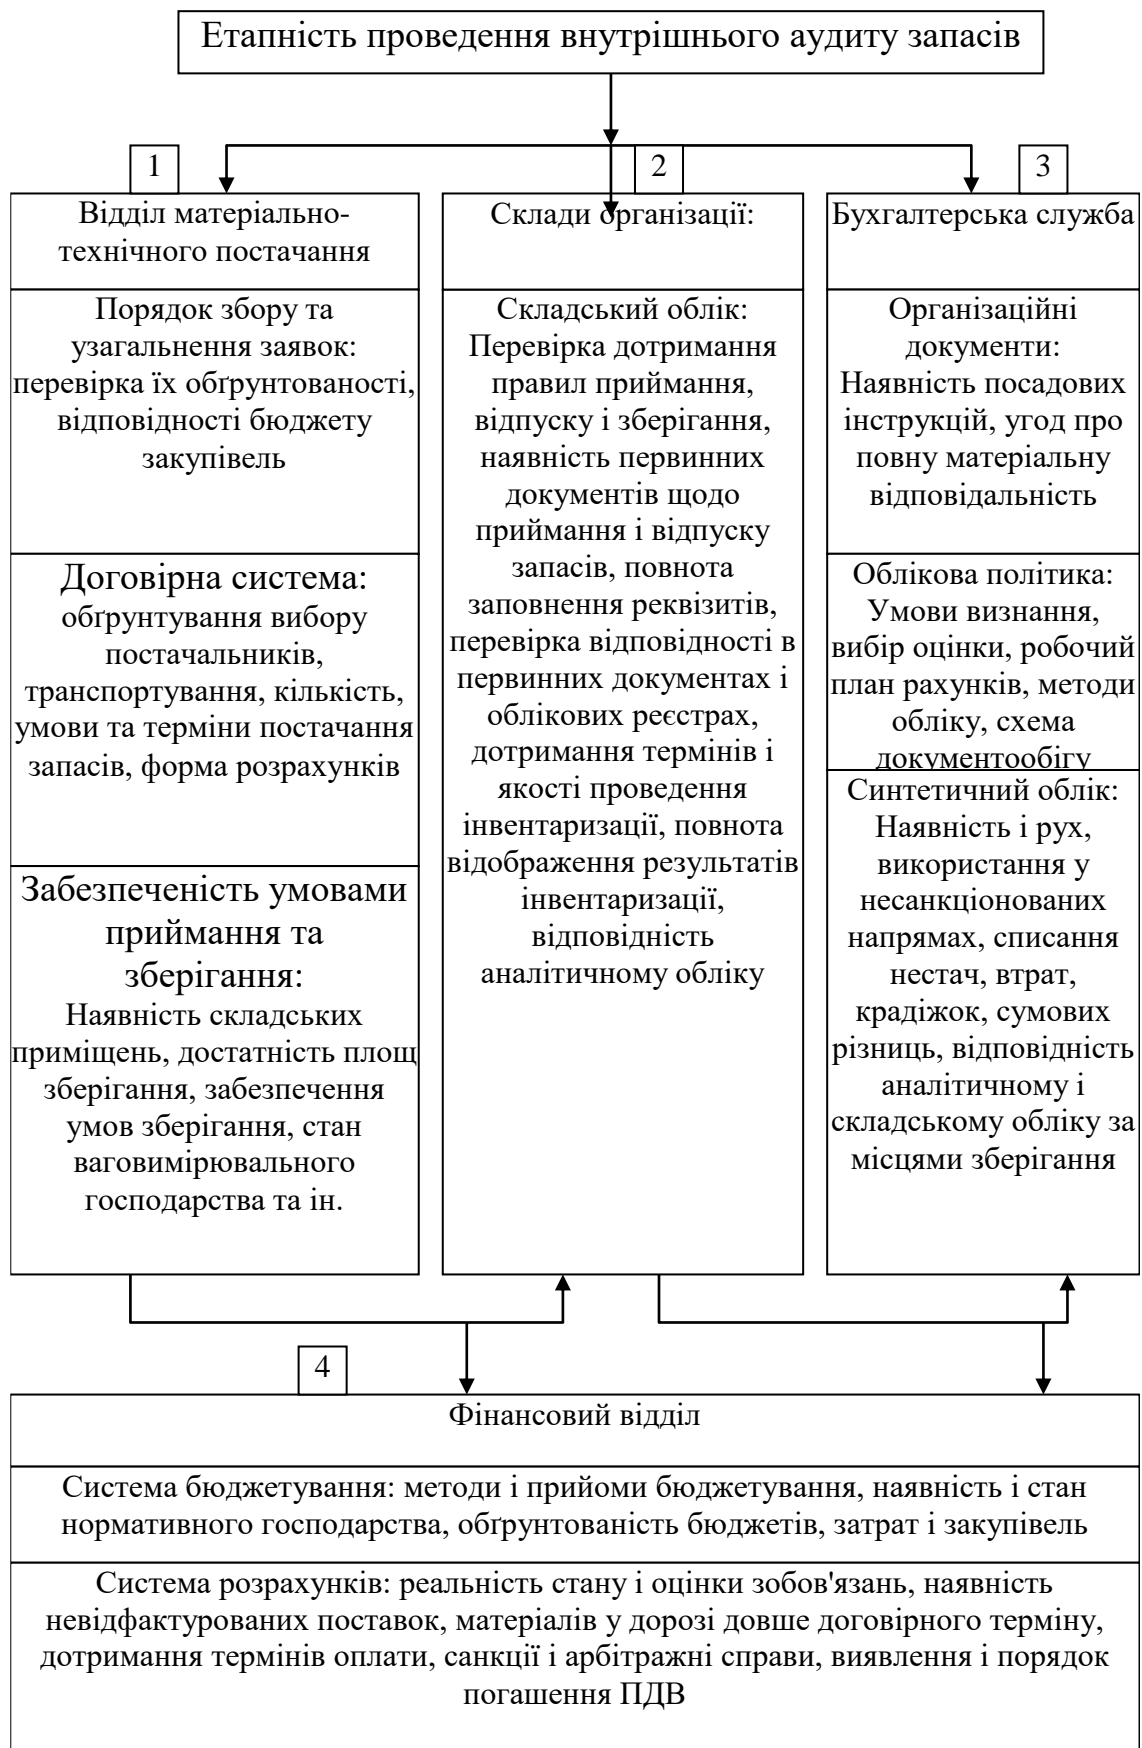 Етапність проведення внутрішнього аудиту запасів
1
2
3
Відділ матеріально-
технічного постачання
Порядок збору та
узагальнення заявок:
перевірка їх обґрунтованості,
відповідності бюджету
закупівель
Договірна система:
обґрунтування вибору
постачальників,
транспортування, кількість,
умови та терміни постачання
запасів, форма розрахунків
Забезпеченість умовами
приймання та
зберігання:
Наявність складських
приміщень, достатність площ
зберігання, забезпечення
умов зберігання, стан
ваговимірювального
господарства та ін.
Склади організації:
Складський облік:
Перевірка дотримання
правил приймання,
відпуску і зберігання,
наявність первинних
документів щодо
приймання і відпуску
запасів, повнота
заповнення реквізитів,
перевірка відповідності в
первинних документах і
облікових реєстрах,
дотримання термінів і
якості проведення
інвентаризації, повнота
відображення результатів
інвентаризації,
відповідність
аналітичному обліку
Бухгалтерська служба
Організаційні
документи:
Наявність посадових
інструкцій, угод про
повну матеріальну
відповідальність
Облікова політика:
Умови визнання,
вибір оцінки, робочий
план рахунків, методи
обліку, схема
документообігу
Синтетичний облік:
Наявність і рух,
використання у
несанкціонованих
напрямах, списання
нестач, втрат,
крадіжок, сумових
різниць, відповідність
аналітичному і
складському обліку за
місцями зберігання
4
Фінансовий відділ
Система бюджетування: методи і прийоми бюджетування, наявність і стан
нормативного господарства, обґрунтованість бюджетів, затрат і закупівель
Система розрахунків: реальність стану і оцінки зобов'язань, наявність
невідфактурованих поставок, матеріалів у дорозі довше договірного терміну,
дотримання термінів оплати, санкції і арбітражні справи, виявлення і порядок
погашення ПДВ